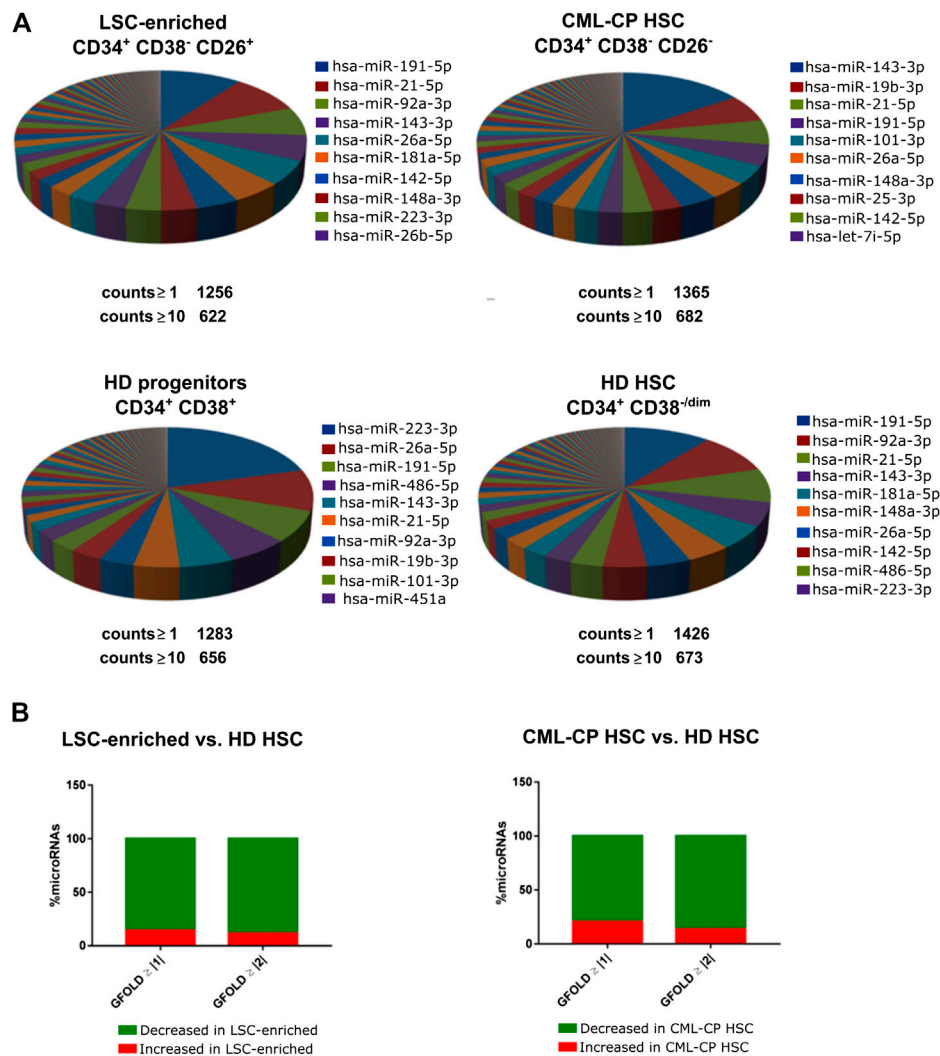 A
LSC-enriched
CD34+ CD38- CD26+
hsa-miR-191-5p
hsa-miR-21-5p
hsa-miR-92a-3p
hsa-miR-143-3p
hsa-miR-26a-5p
hsa-miR-181a-5p
hsa-miR-142-5p
hsa-miR-148a-3p
hsa-miR-223-3p
hsa-miR-26b-5p
counts ≥ 1 1256
counts ≥ 10 622
CML-CP HSC
CD34+ CD38- CD26-
hsa-miR-143-3p
hsa-miR-19b-3p
hsa-miR-21-5p
hsa-miR-191-5p
hsa-miR-101-3p
hsa-miR-26a-5p
hsa-miR-148a-3p
hsa-miR-25-3p
hsa-miR-142-5p
hsa-let-7i-5p
counts ≥ 1 1365
counts ≥ 10 682
HD progenitors
CD34+ CD38+
hsa-miR-223-3p
hsa-miR-26a-5p
hsa-miR-191-5p
hsa-miR-486-5p
hsa-miR-143-3p
hsa-miR-21-5p
hsa-miR-92a-3p
hsa-miR-19b-3p
hsa-miR-101-3p
hsa-miR-451a
counts ≥ 1 1283
counts ≥ 10 656
HD HSC
CD34+ CD38-/dim
hsa-miR-191-5p
hsa-miR-92a-3p
hsa-miR-21-5p
hsa-miR-143-3p
hsa-miR-181a-5p
hsa-miR-148a-3p
hsa-miR-26a-5p
hsa-miR-142-5p
hsa-miR-486-5p
hsa-miR-223-3p
counts ≥ 1 1426
counts ≥ 10 673
B
LSC-enriched vs. HD HSC
%microRNAs
150
100
50
0
GFOLD ≥ |1|
GFOLD ≥ |2|
Decreased in LSC-enriched
Increased in LSC-enriched
CML-CP HSC vs. HD HSC
%microRNAs
150
100
50
0
GFOLD ≥ |1|
GFOLD ≥ |2|
Decreased in CML-CP HSC
Increased in CML-CP HSC